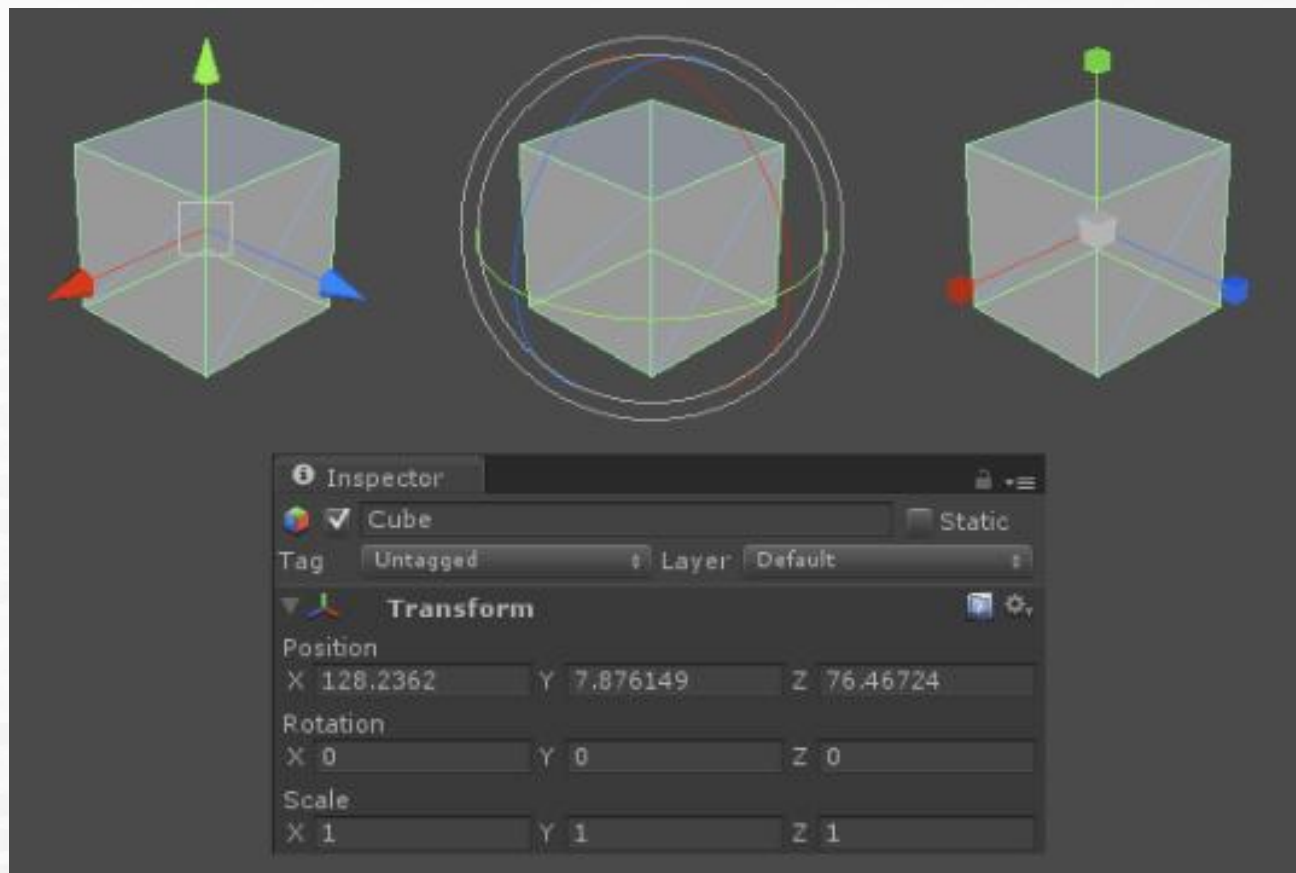 Inspector
Cube Static
Tag Untagged Layer Default
Transform
Position
X 128.2362 Y 7.876149 Z 76.46724
Rotation
X 0 Y 0 Z 0
Scale
X 1 Y 1 Z 1